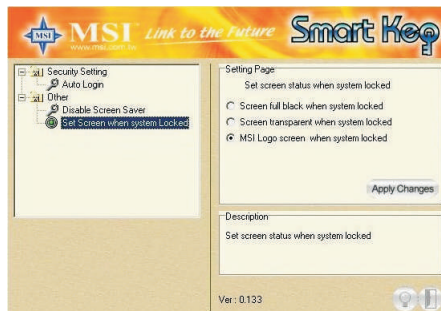 MSI
MSI Link to the Future
www.msi.com.tw
Smart Key
Security Setting
Auto Login
Other
Disable Screen Saver
Set Screen when system Locked
Setting Page
Set screen status when system locked
Screen full black when system locked
Screen transparent when system locked
MSI Logo screen when system locked
Apply Changes
Description
Set screen status when system locked
Ver : 0.133